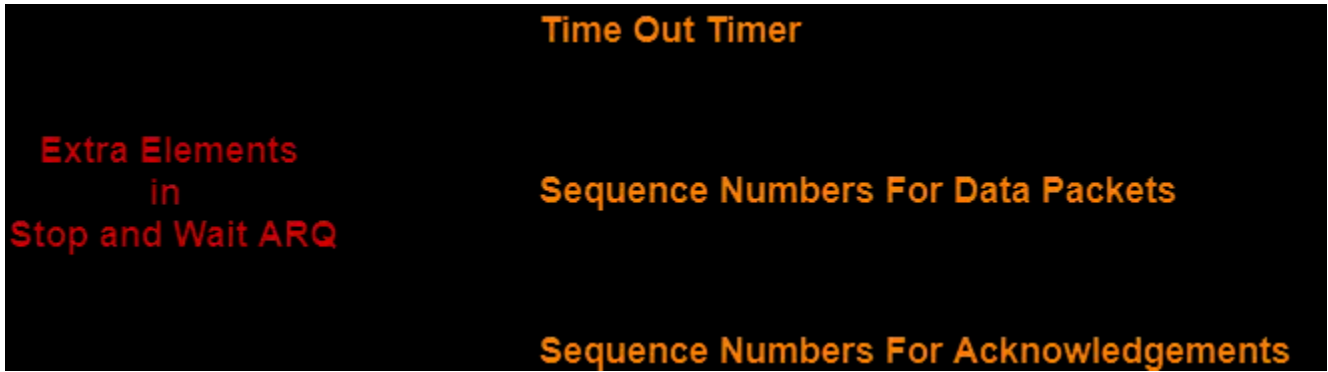 Time Out Timer
Extra Elements
in
Stop and Wait ARQ
Sequence Numbers For Data Packets
Sequence Numbers For Acknowledgements